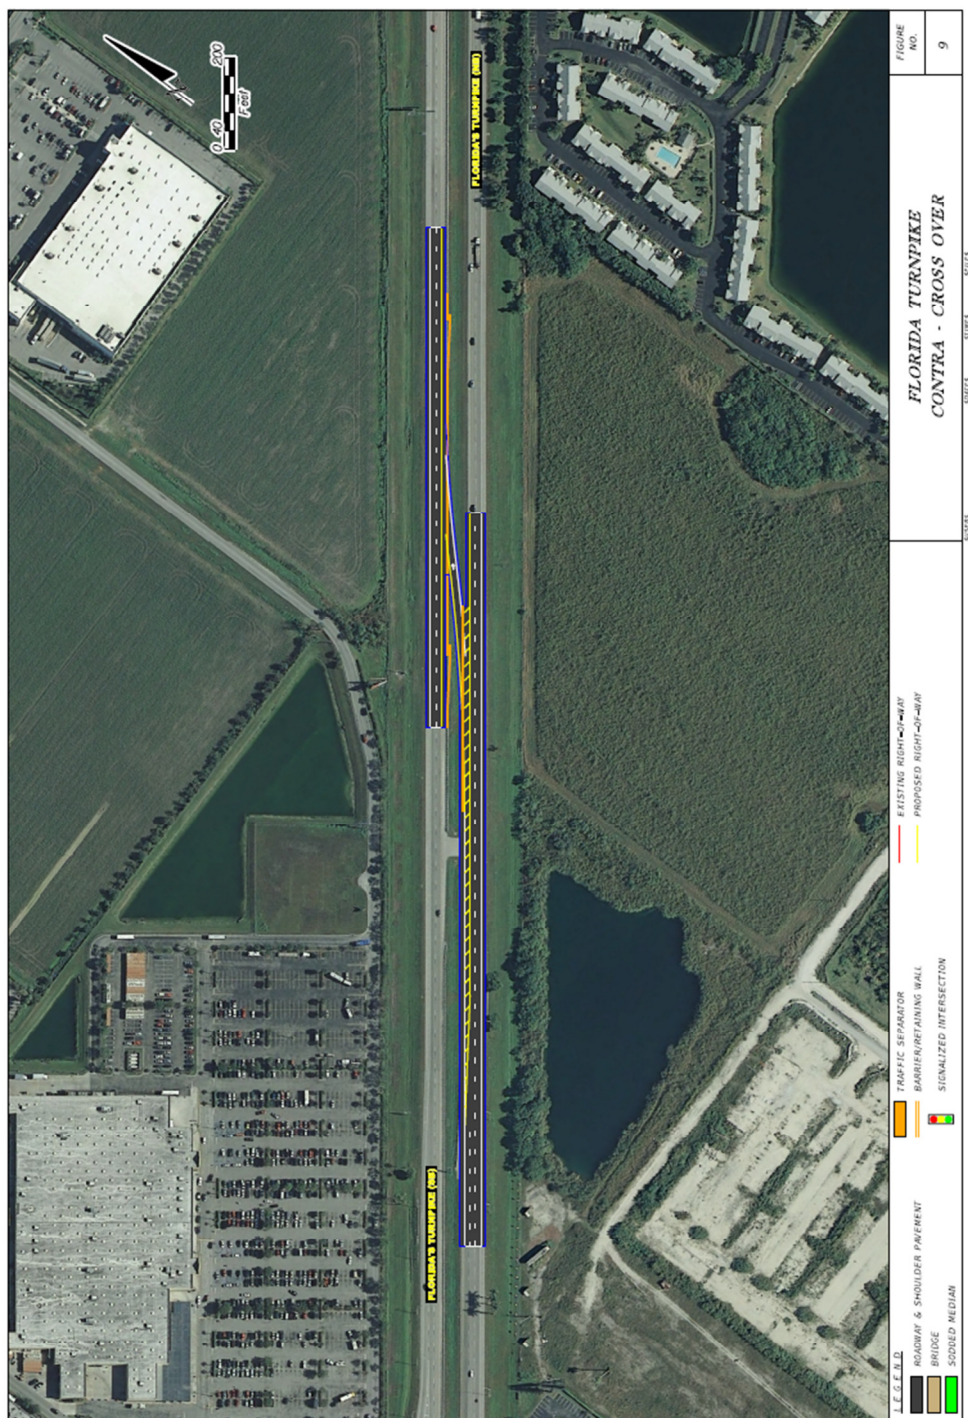 0 40 200
Feet
FLORIDA'S TURNPIKE (NB)
FLORIDA'S TURNPIKE (SB)
LEGEND
ROADWAY & SHOULDER PAVEMENT
BRIDGE
SODDED MEDIAN
TRAFFIC SEPARATOR
BARRIER/RETAINING WALL
SIGNALIZED INTERSECTION
EXISTING RIGHT-OF-WAY
PROPOSED RIGHT-OF-WAY
FLORIDA TURNPIKE
CONTRA - CROSS OVER
FIGURE
NO.
9